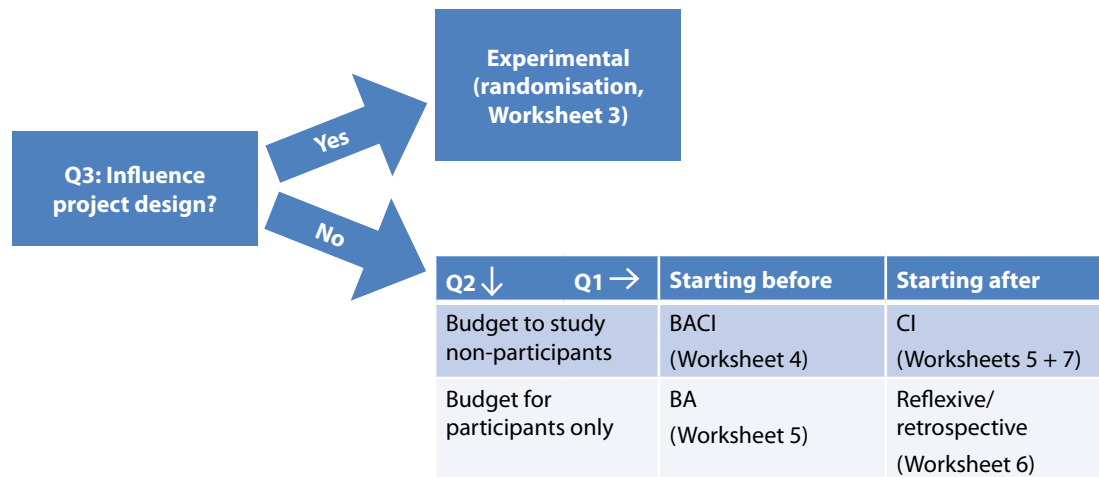 Experimental
(randomisation,
Worksheet 3)
Yes
Q3: Influence
project design?
No
Q2 ↓ Q1 → Starting before Starting after
Budget to study
non-participants
BACI
(Worksheet 4)
CI
(Worksheets 5 + 7)
Budget for
participants only
BA
(Worksheet 5)
Reflexive/
retrospective
(Worksheet 6)